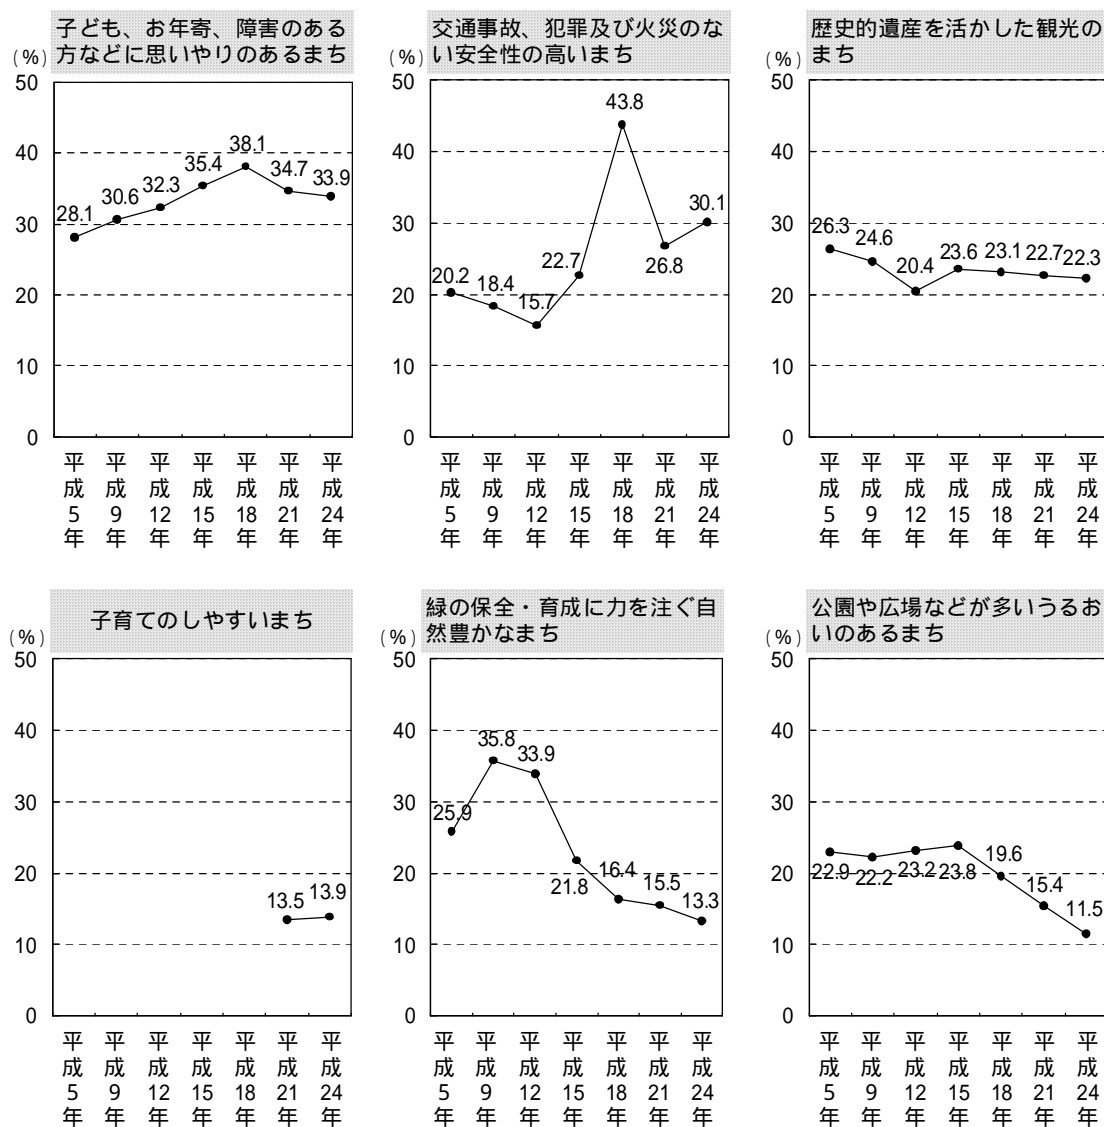 子ども、お年寄、障害のある
方などに思いやりのあるまち
(%)
50
40
30
20
10
0
28.1
30.6
32.3
35.4
38.1
34.7
33.9
平成5年
平成9年
平成12年
平成15年
平成18年
平成21年
平成24年
交通事故、犯罪及び火災のな
い安全性の高いまち
(%)
50
40
30
20
10
0
20.2
18.4
15.7
22.7
43.8
26.8
30.1
平成5年
平成9年
平成12年
平成15年
平成18年
平成21年
平成24年
歴史的遺産を活かした観光の
まち
(%)
50
40
30
20
10
0
26.3
24.6
20.4
23.6
23.1
22.7
22.3
平成5年
平成9年
平成12年
平成15年
平成18年
平成21年
平成24年
子育てのしやすいまち
(%)
50
40
30
20
10
0
13.5
13.9
平成5年
平成9年
平成12年
平成15年
平成18年
平成21年
平成24年
緑の保全・育成に力を注ぐ自
然豊かなまち
(%)
50
40
30
20
10
0
25.9
35.8
33.9
21.8
16.4
15.5
13.3
平成5年
平成9年
平成12年
平成15年
平成18年
平成21年
平成24年
公園や広場などが多いうるお
いのあるまち
(%)
50
40
30
20
10
0
22.9
22.2
23.2
23.8
19.6
15.4
11.5
平成5年
平成9年
平成12年
平成15年
平成18年
平成21年
平成24年